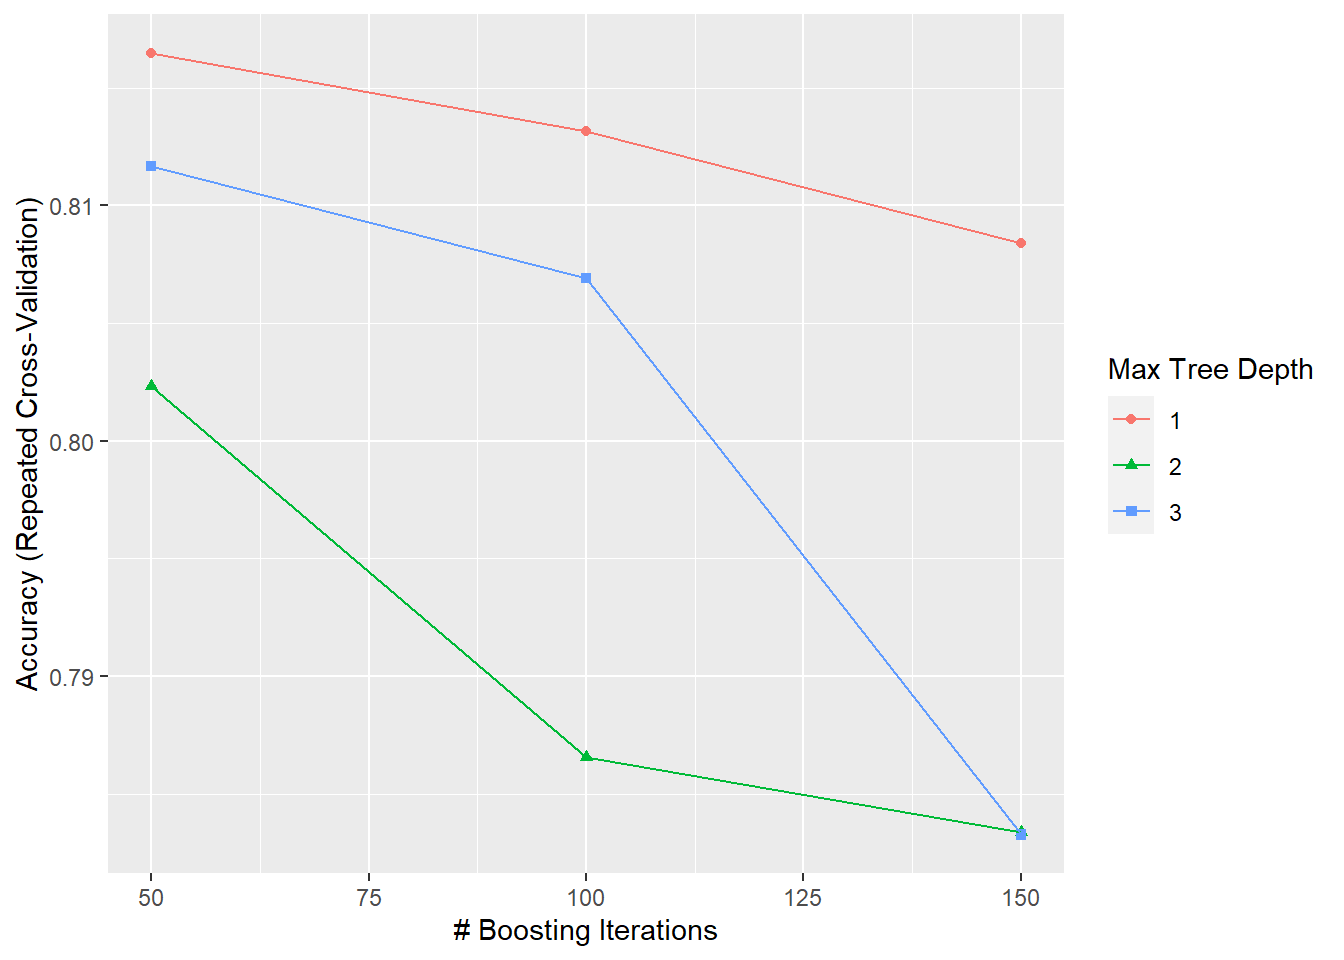 Accuracy (Repeated Cross-Validation)
0.81
0.80
0.79
50 75 100 125 150
# Boosting Iterations
Max Tree Depth
1
2
3